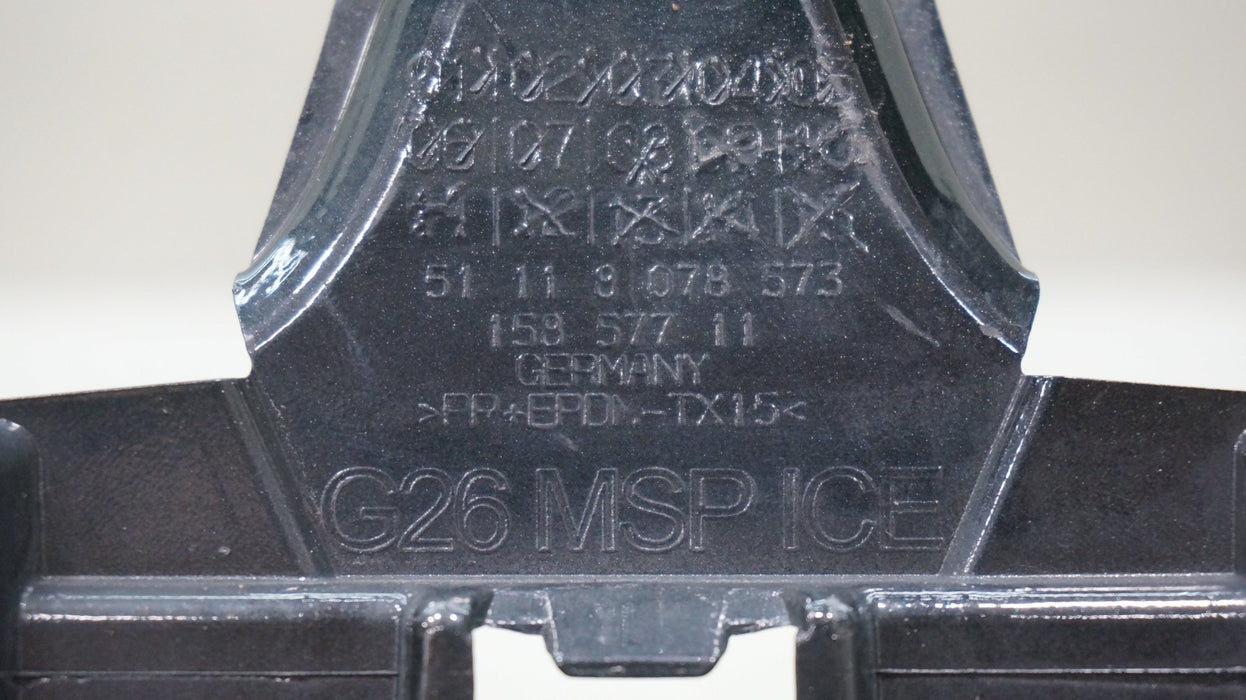 01 02 03 04 05
06 07 08 09 10
11 12 13 14 15
51 11 8 078 573
158 577 11
GERMANY
>PP+EPDM-TX15<
G26 MSP ICE